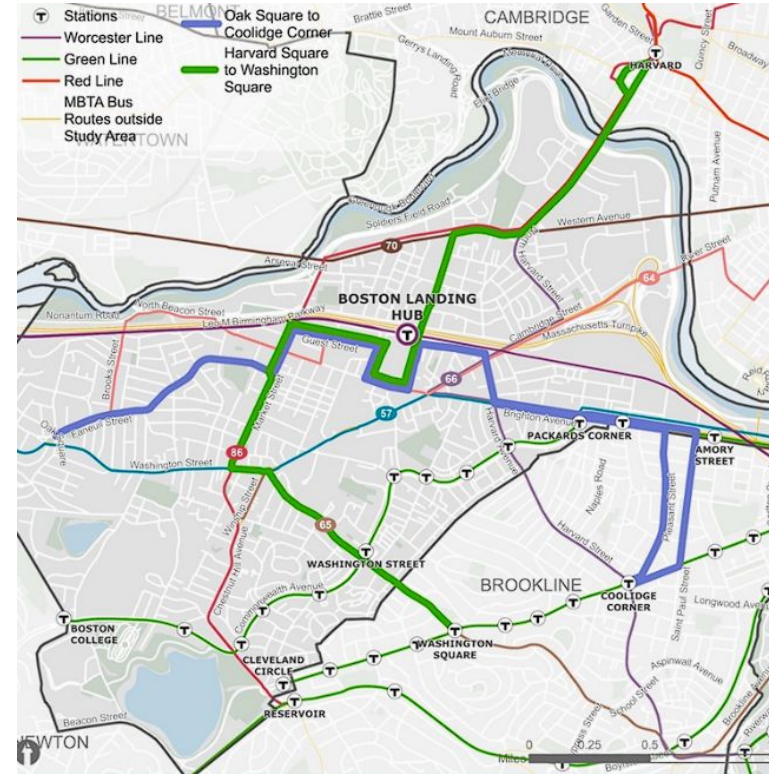 Stations
Worcester Line
Green Line
Red Line
MBTA Bus
Routes outside
Study Area
Oak Square to
Coolidge Corner
Harvard Square
to Washington
Square
BELMONT
WATERTOWN
CAMBRIDGE
Brattle Street
Mount Auburn Street
Gerrys Landing Road
Eliot Bridge
Garden Street
Quincy Street
Broadway
HARVARD
Putnam Avenue
Soldiers Field Road
Western Avenue
70
Arsenal Street
North Harvard Street
River Street
64
North Beacon Street
Nonantum Road
Leo M Birmingham Parkway
BOSTON LANDING
HUB
Cambridge Street
Massachusetts Turnpike
Guest Street
Brooks Street
Market Street
66
57
Faneuil Street
Oak Square
Harvard Avenue
Brighton Avenue
PACKARDS CORNER
AMORY
STREET
86
Washington Street
Winship Street
Naples Road
Pleasant Street
65
Harvard Street
WASHINGTON STREET
Chestnut Hill Avenue
Commonwealth Avenue
BROOKLINE
COOLIDGE
CORNER
Saint Paul Street
Longwood Avenue
BOSTON
COLLEGE
WASHINGTON
SQUARE
CLEVELAND
CIRCLE
Aspinwall Avenue
School Street
RESERVOIR
Beacon Street
NEWTON
0 0.25 0.5
Miles